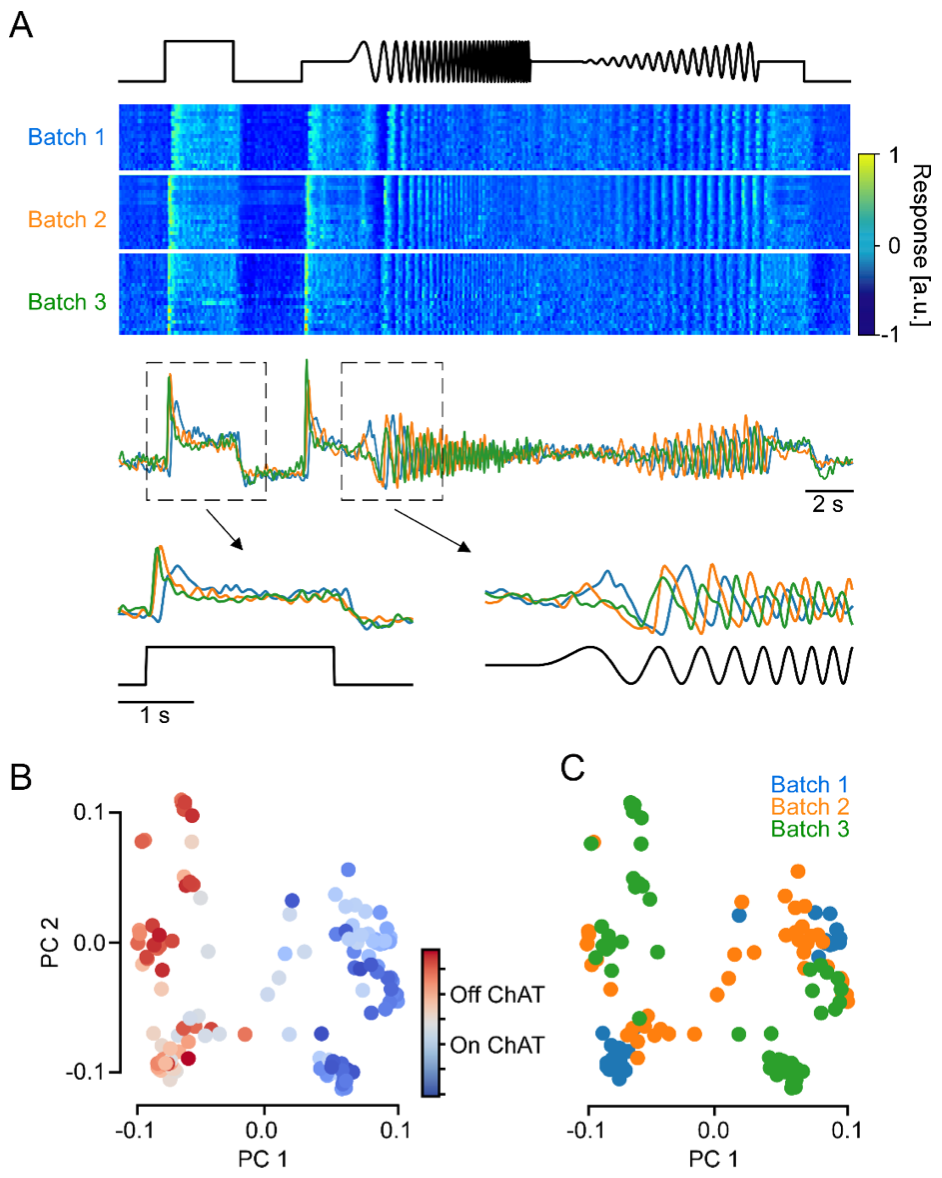 A
Batch 1
Batch 2
Batch 3
1
0
-1
Response [a.u.]
2 s
1 s
B
C
Batch 1
Batch 2
Batch 3
0.1
0.0
-0.1
PC 2
Off ChAT
On ChAT
-0.1 0.0 0.1
PC 1
-0.1 0.0 0.1
PC 1